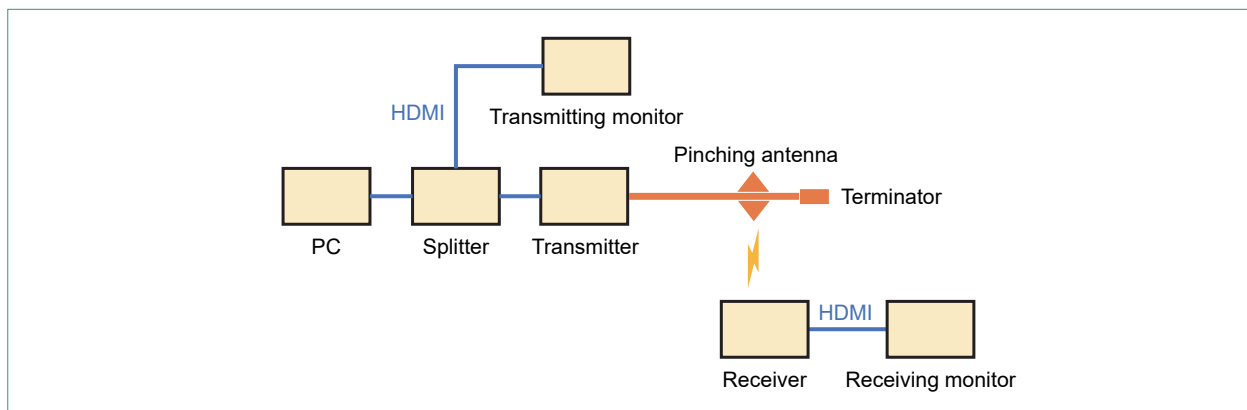 HDMI
Transmitting monitor
Pinching antenna
Terminator
PC
Splitter
Transmitter
HDMI
Receiver
Receiving monitor